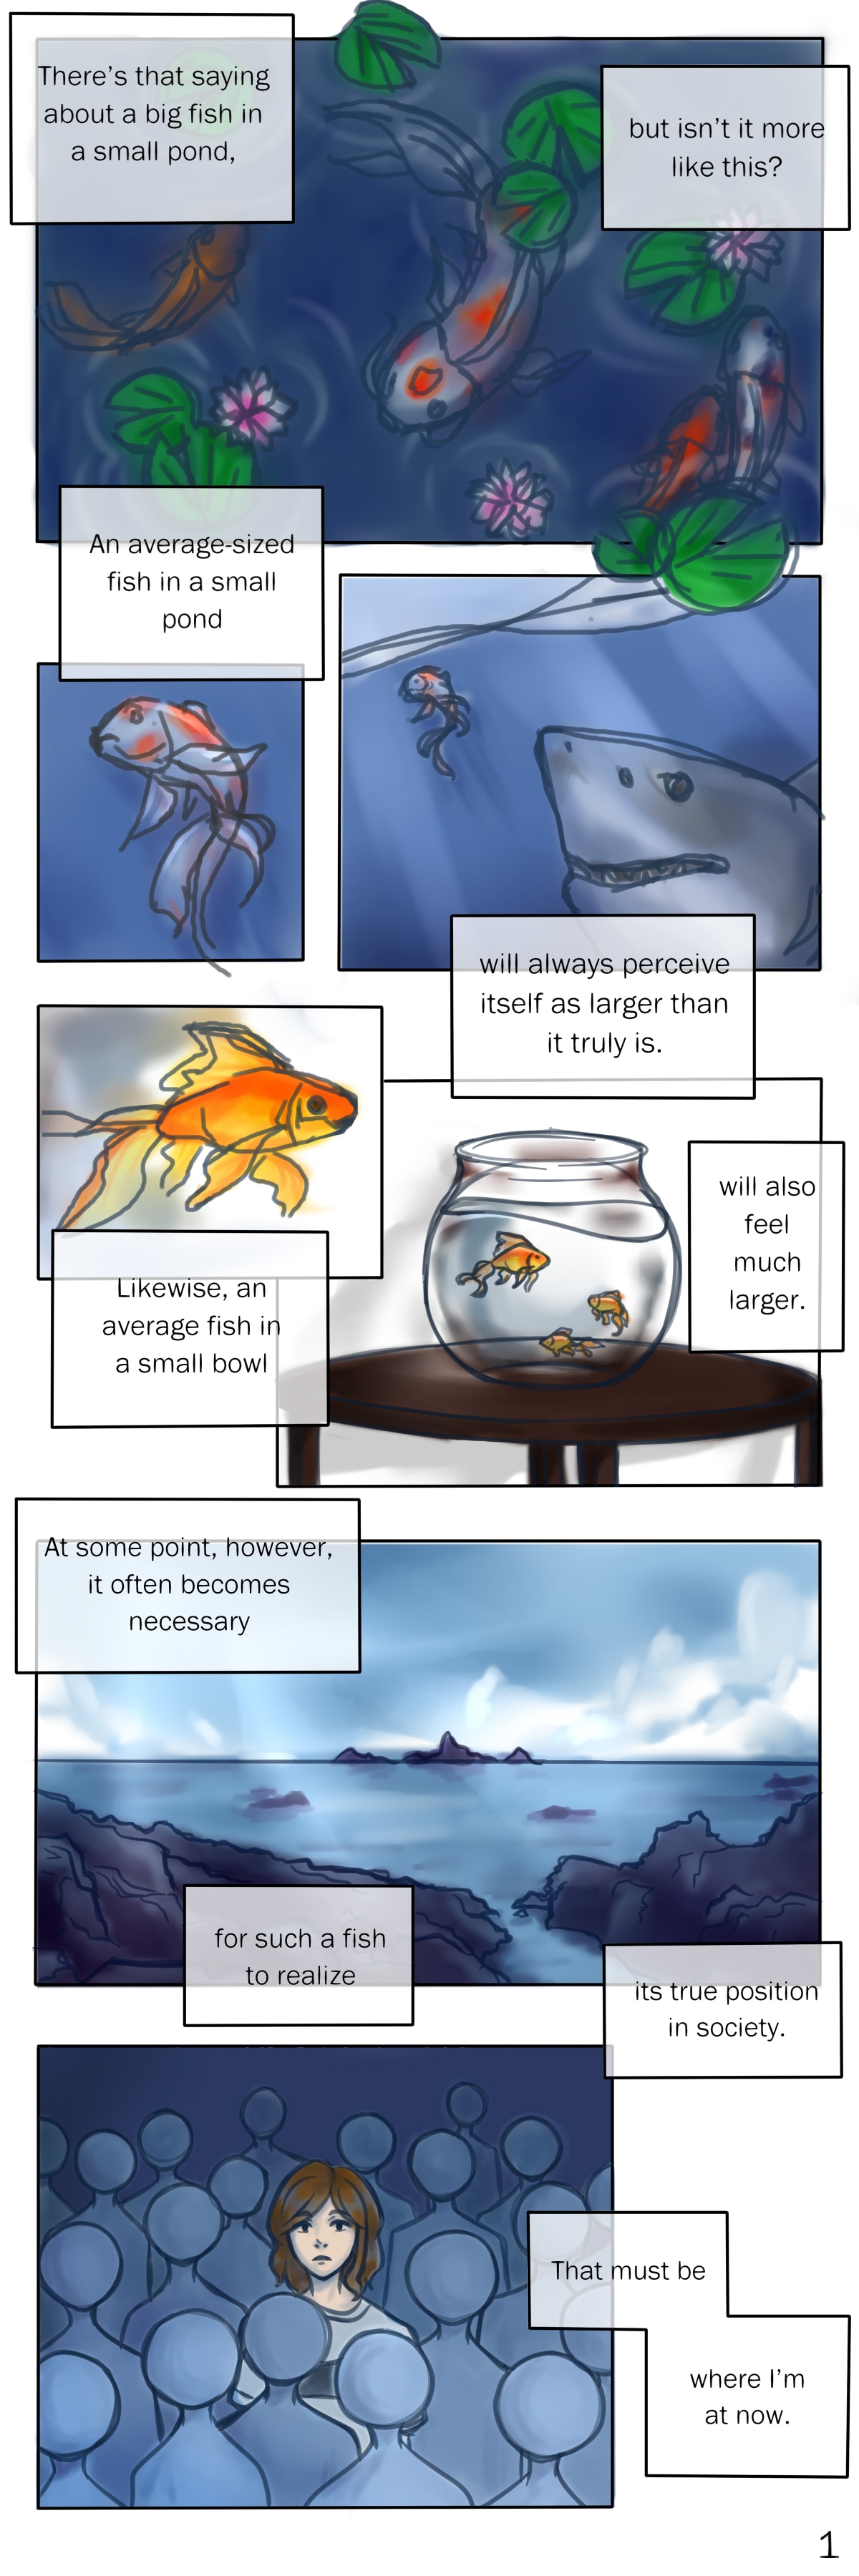 There's that saying
about a big fish in
a small pond,
but isn't it more
like this?
An average-sized
fish in a small
pond
will always perceive
itself as larger than
it truly is.
Likewise, an
average fish in
a small bowl
will also
feel
much
larger.
At some point, however,
it often becomes
necessary
for such a fish
to realize
its true position
in society.
That must be
where I'm
at now.
1